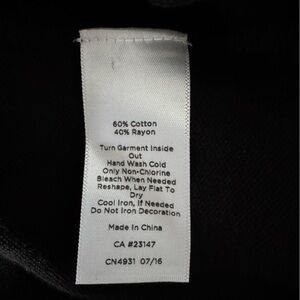 60% Cotton
40% Rayon
Turn Garment Inside
Out
Hand Wash Cold
Only Non-Chlorine
Bleach When Needed
Reshape, Lay Flat To
Dry
Cool Iron, If Needed
Do Not Iron Decoration
Made In China
CA #23147
CN4931 07/16